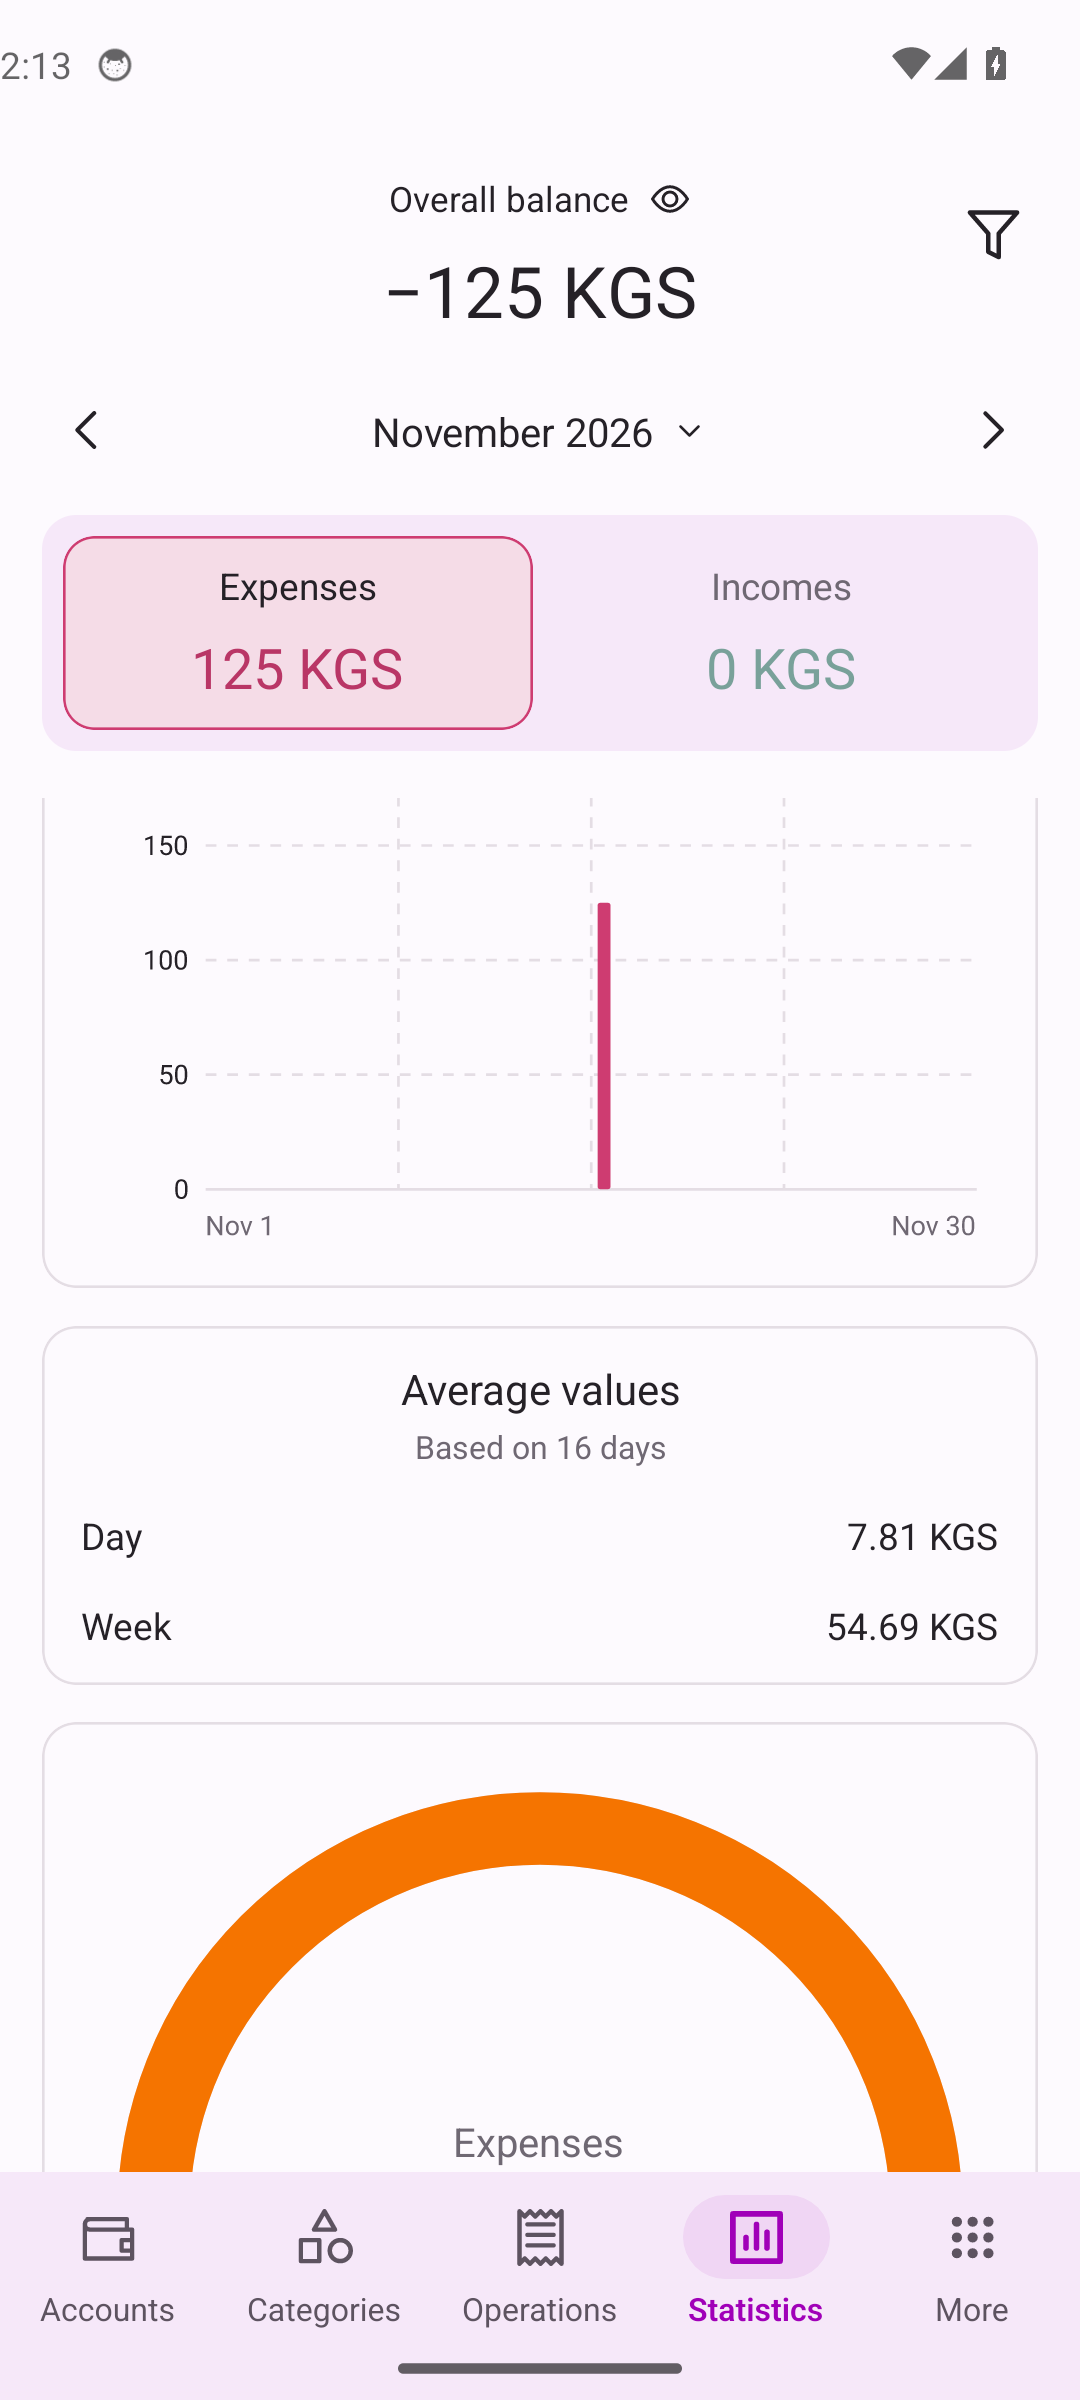 2:13
Overall balance
−125 KGS
November 2026
Expenses
Incomes
125 KGS
0 KGS
150
100
50
0
Nov 1
Nov 30
Average values
Based on 16 days
Day
7.81 KGS
Week
54.69 KGS
Expenses
Accounts
Categories
Operations
Statistics
More